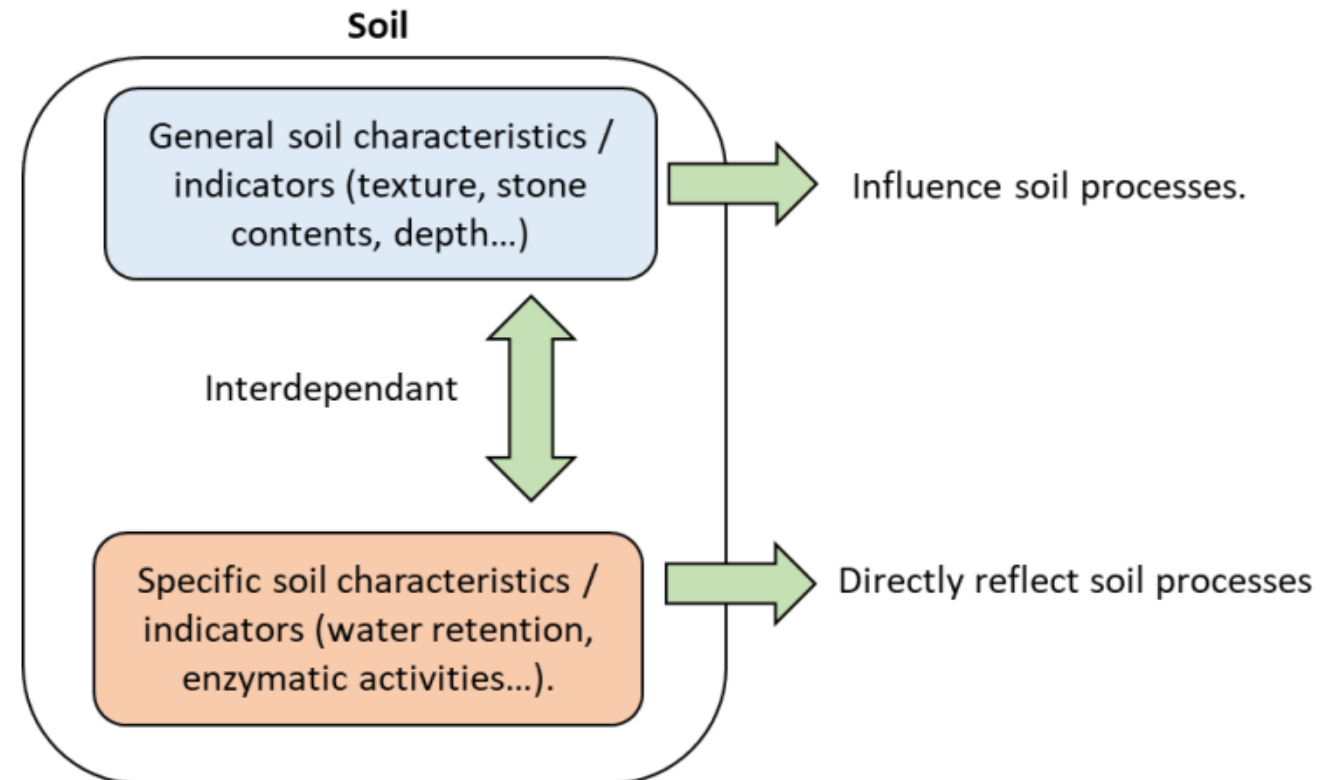 Soil
General soil characteristics /
indicators (texture, stone
contents, depth…)
Influence soil processes.
Interdependant
Specific soil characteristics /
indicators (water retention,
enzymatic activities…).
Directly reflect soil processes